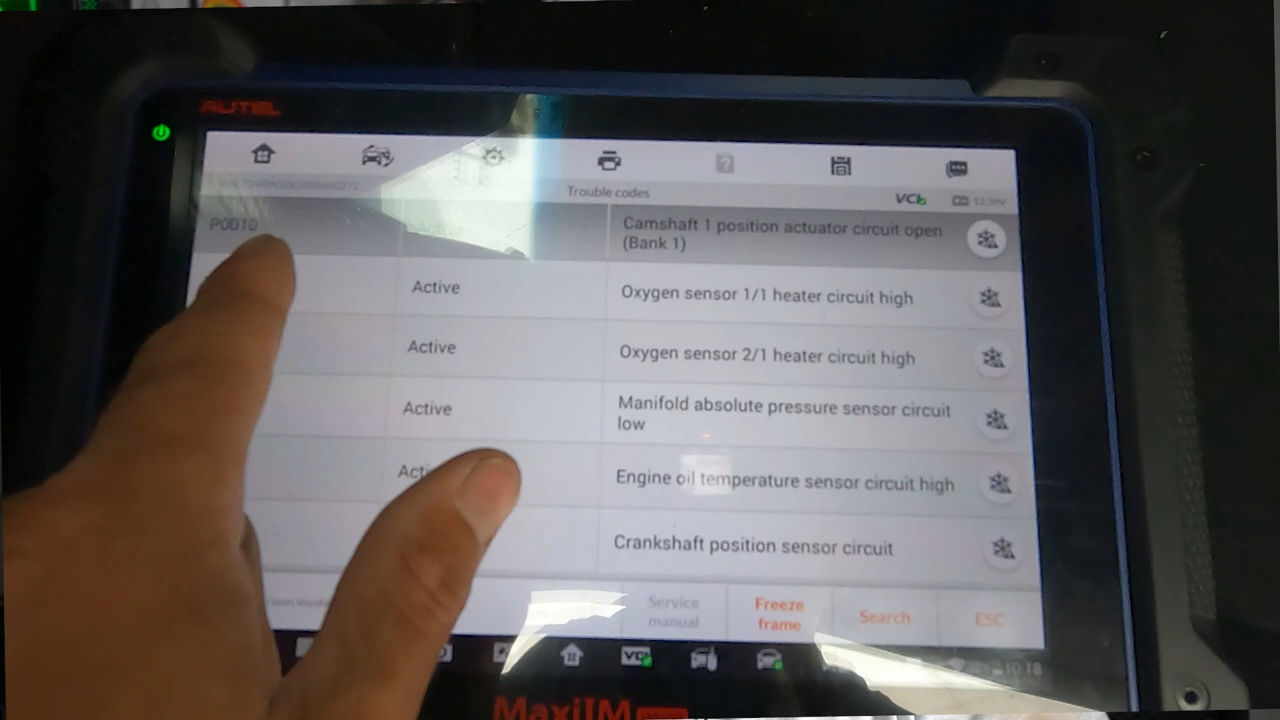 AUTEL
Trouble codes
VCI
P0010
Camshaft 1 position actuator circuit open
(Bank 1)
Active
Oxygen sensor 1/1 heater circuit high
Active
Oxygen sensor 2/1 heater circuit high
Active
Manifold absolute pressure sensor circuit
low
Engine oil temperature sensor circuit high
Crankshaft position sensor circuit
Service
manual
Freeze
frame
Search
ESC
10:18
MaxiIM